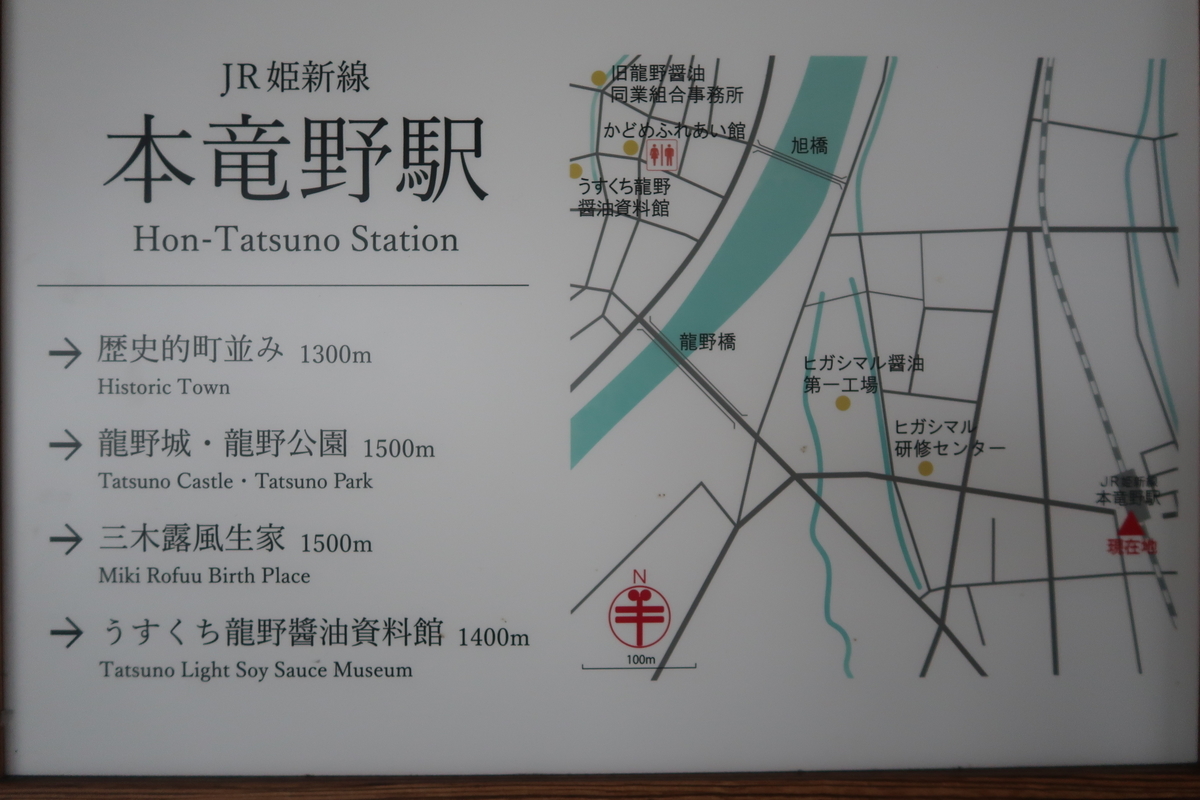 JR姫新線
本竜野駅
Hon-Tatsuno Station
歴史的町並み 1300m
Historic Town
龍野城・龍野公園 1500m
Tatsuno Castle・Tatsuno Park
三木露風生家 1500m
Miki Rofuu Birth Place
うすくち龍野醬油資料館 1400m
Tatsuno Light Soy Sauce Museum
旧龍野醤油
同業組合事務所
かどめふれあい館
うすくち龍野
醤油資料館
旭橋
龍野橋
ヒガシマル醤油
第一工場
ヒガシマル
研修センター
JR姫新線
本竜野駅
現在地
N
100m